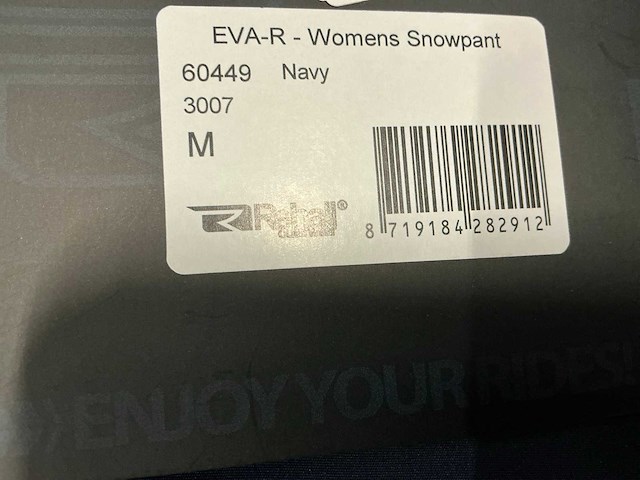 EVA-R - Womens Snowpant
60449 Navy
3007
M
Rehall®
8 719184 282912
ENJOY YOUR RIDES!